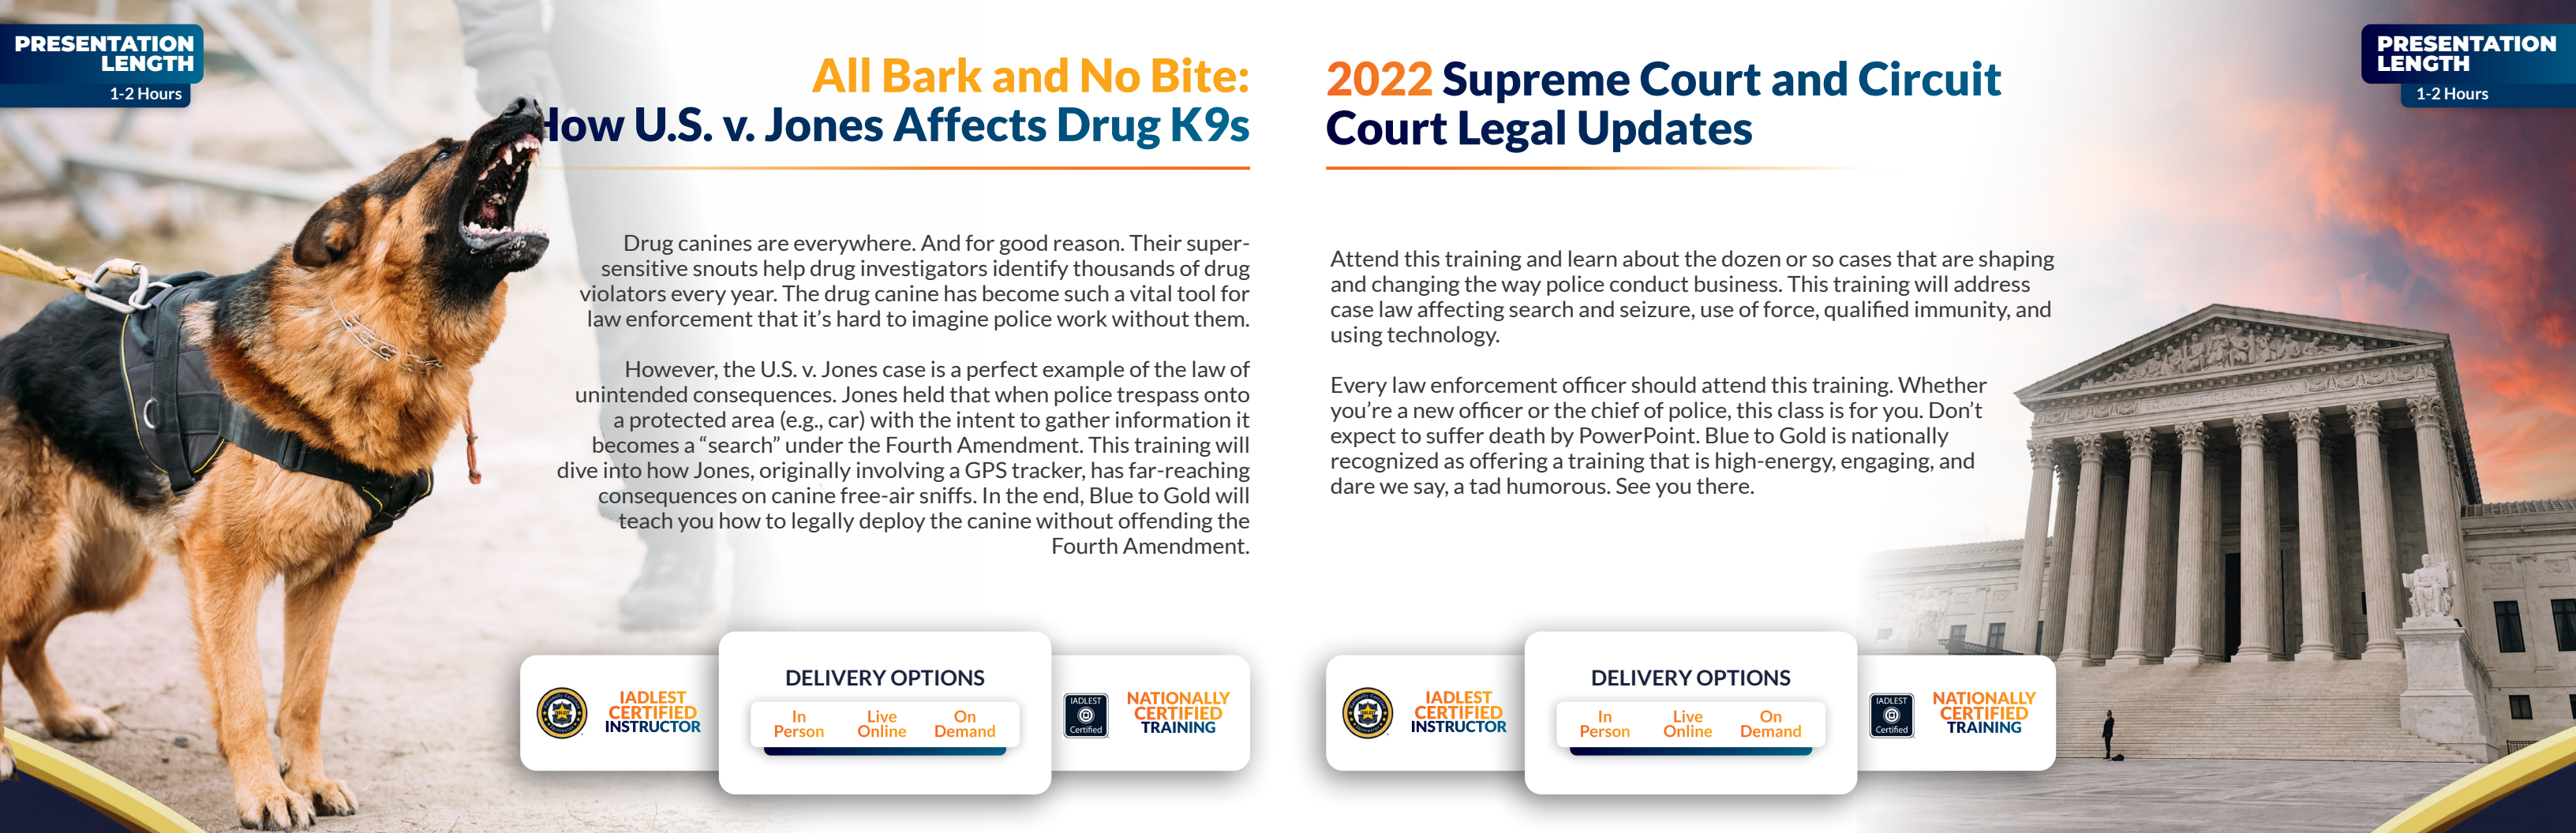 PRESENTATION
LENGTH
1-2 Hours
All Bark and No Bite:
How U.S. v. Jones Affects Drug K9s
Drug canines are everywhere. And for good reason. Their super-
sensitive snouts help drug investigators identify thousands of drug
violators every year. The drug canine has become such a vital tool for
law enforcement that it’s hard to imagine police work without them.
However, the U.S. v. Jones case is a perfect example of the law of
unintended consequences. Jones held that when police trespass onto
a protected area (e.g., car) with the intent to gather information it
becomes a “search” under the Fourth Amendment. This training will
dive into how Jones, originally involving a GPS tracker, has far-reaching
consequences on canine free-air sniffs. In the end, Blue to Gold will
teach you how to legally deploy the canine without offending the
Fourth Amendment.
IADLEST
CERTIFIED
INSTRUCTOR
DELIVERY OPTIONS
In Person
Live Online
On Demand
IADLEST
Certified
NATIONALLY
CERTIFIED
TRAINING
2022 Supreme Court and Circuit
Court Legal Updates
PRESENTATION
LENGTH
1-2 Hours
Attend this training and learn about the dozen or so cases that are shaping
and changing the way police conduct business. This training will address
case law affecting search and seizure, use of force, qualified immunity, and
using technology.
Every law enforcement officer should attend this training. Whether
you’re a new officer or the chief of police, this class is for you. Don’t
expect to suffer death by PowerPoint. Blue to Gold is nationally
recognized as offering a training that is high-energy, engaging, and
dare we say, a tad humorous. See you there.
IADLEST
CERTIFIED
INSTRUCTOR
DELIVERY OPTIONS
In Person
Live Online
On Demand
IADLEST
Certified
NATIONALLY
CERTIFIED
TRAINING